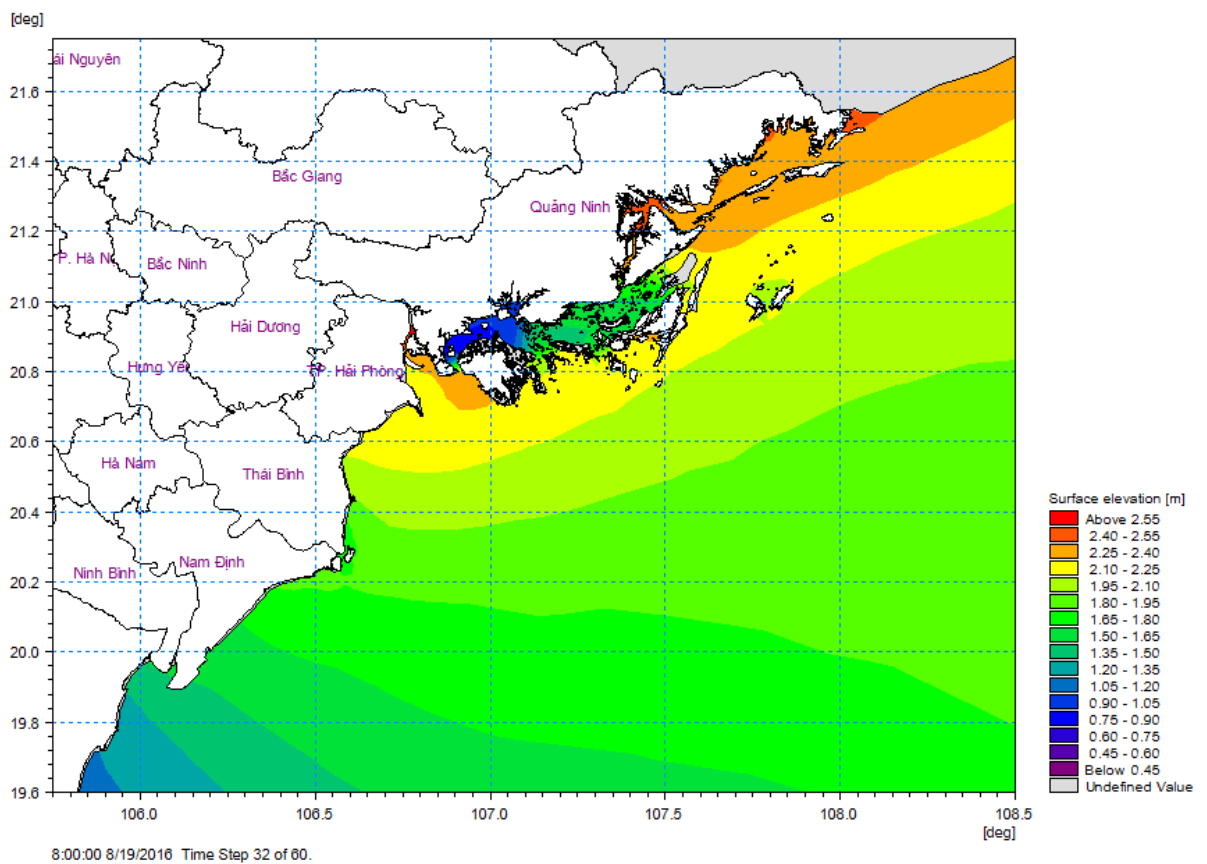 [deg]
ái Nguyên
21.6
21.4
Bắc Giang
Quảng Ninh
21.2
P. Hà N
Bắc Ninh
21.0
Hải Dương
Hưng Yê
TP. Hải Phòng
20.8
20.6
Hà Nam
Thái Bình
20.4
Nam Định
Ninh Bình
20.2
20.0
19.8
19.6
106.0 106.5 107.0 107.5 108.0 108.5
[deg]
Surface elevation [m]
Above 2.55
2.40 - 2.55
2.25 - 2.40
2.10 - 2.25
1.95 - 2.10
1.80 - 1.95
1.65 - 1.80
1.50 - 1.65
1.35 - 1.50
1.20 - 1.35
1.05 - 1.20
0.90 - 1.05
0.75 - 0.90
0.60 - 0.75
0.45 - 0.60
Below 0.45
Undefined Value
8:00:00 8/19/2016 Time Step 32 of 60.